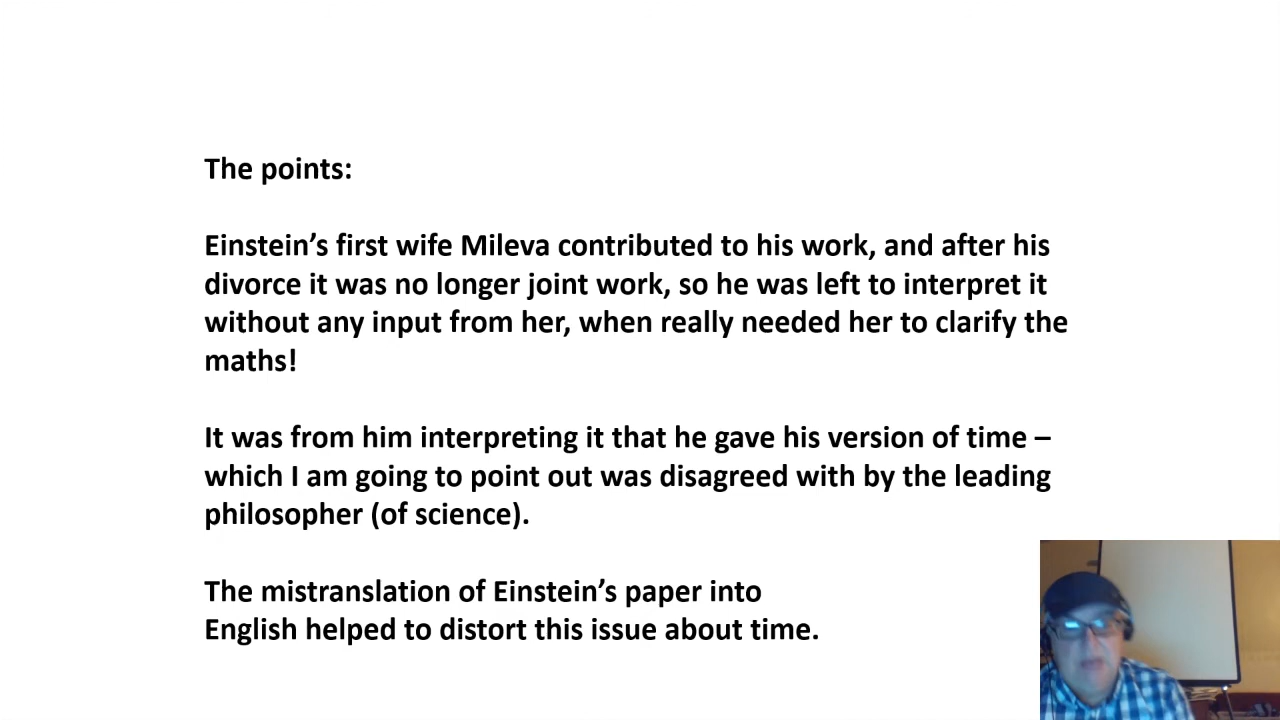 The points:
Einstein’s first wife Mileva contributed to his work, and after his
divorce it was no longer joint work, so he was left to interpret it
without any input from her, when really needed her to clarify the
maths!
It was from him interpreting it that he gave his version of time –
which I am going to point out was disagreed with by the leading
philosopher (of science).
The mistranslation of Einstein’s paper into
English helped to distort this issue about time.